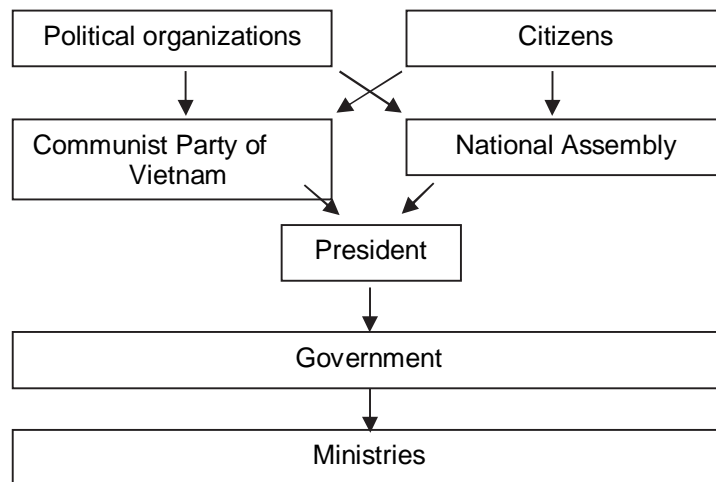 Political organizations
Citizens
Communist Party of
Vietnam
National Assembly
President
Government
Ministries